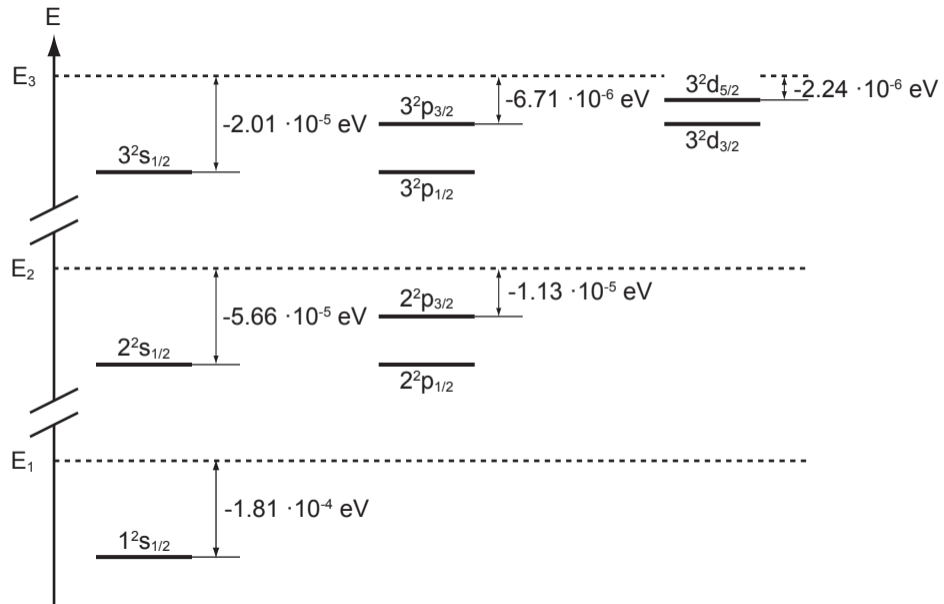 E
E₃
3²d₅/₂
-2.24 ·10⁻⁶ eV
3²p₃/₂
-6.71 ·10⁻⁶ eV
-2.01 ·10⁻⁵ eV
3²d₃/₂
3²s₁/₂
3²p₁/₂
E₂
2²p₃/₂
-1.13 ·10⁻⁵ eV
-5.66 ·10⁻⁵ eV
2²s₁/₂
2²p₁/₂
E₁
-1.81 ·10⁻⁴ eV
1²s₁/₂